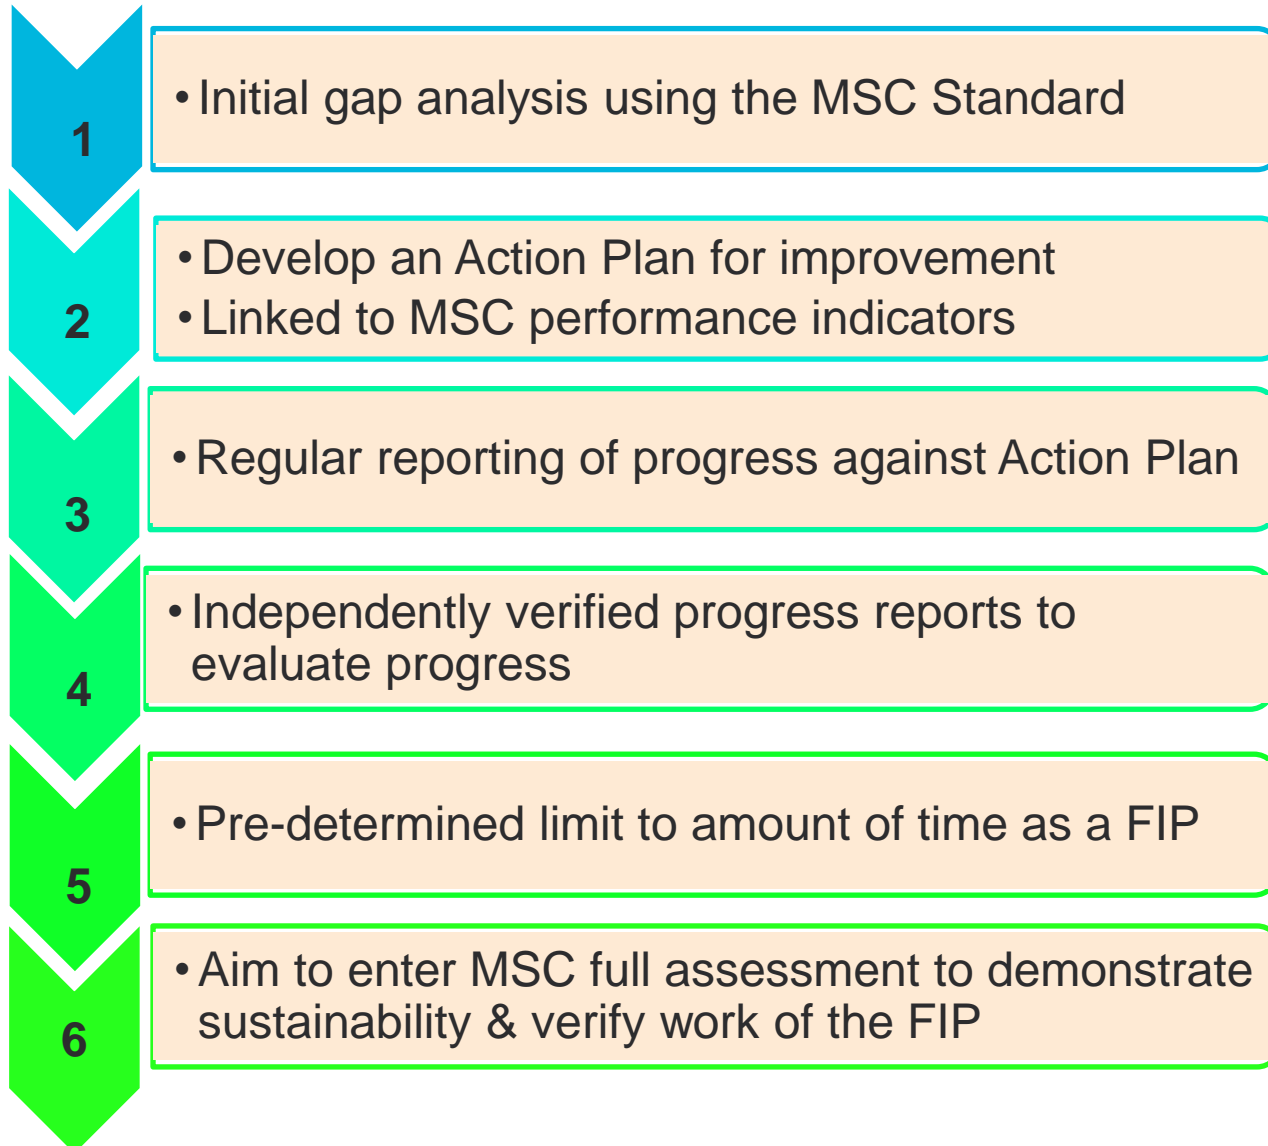 1
• Initial gap analysis using the MSC Standard
2
• Develop an Action Plan for improvement
• Linked to MSC performance indicators
3
• Regular reporting of progress against Action Plan
4
• Independently verified progress reports to
evaluate progress
5
• Pre-determined limit to amount of time as a FIP
6
• Aim to enter MSC full assessment to demonstrate
sustainability & verify work of the FIP